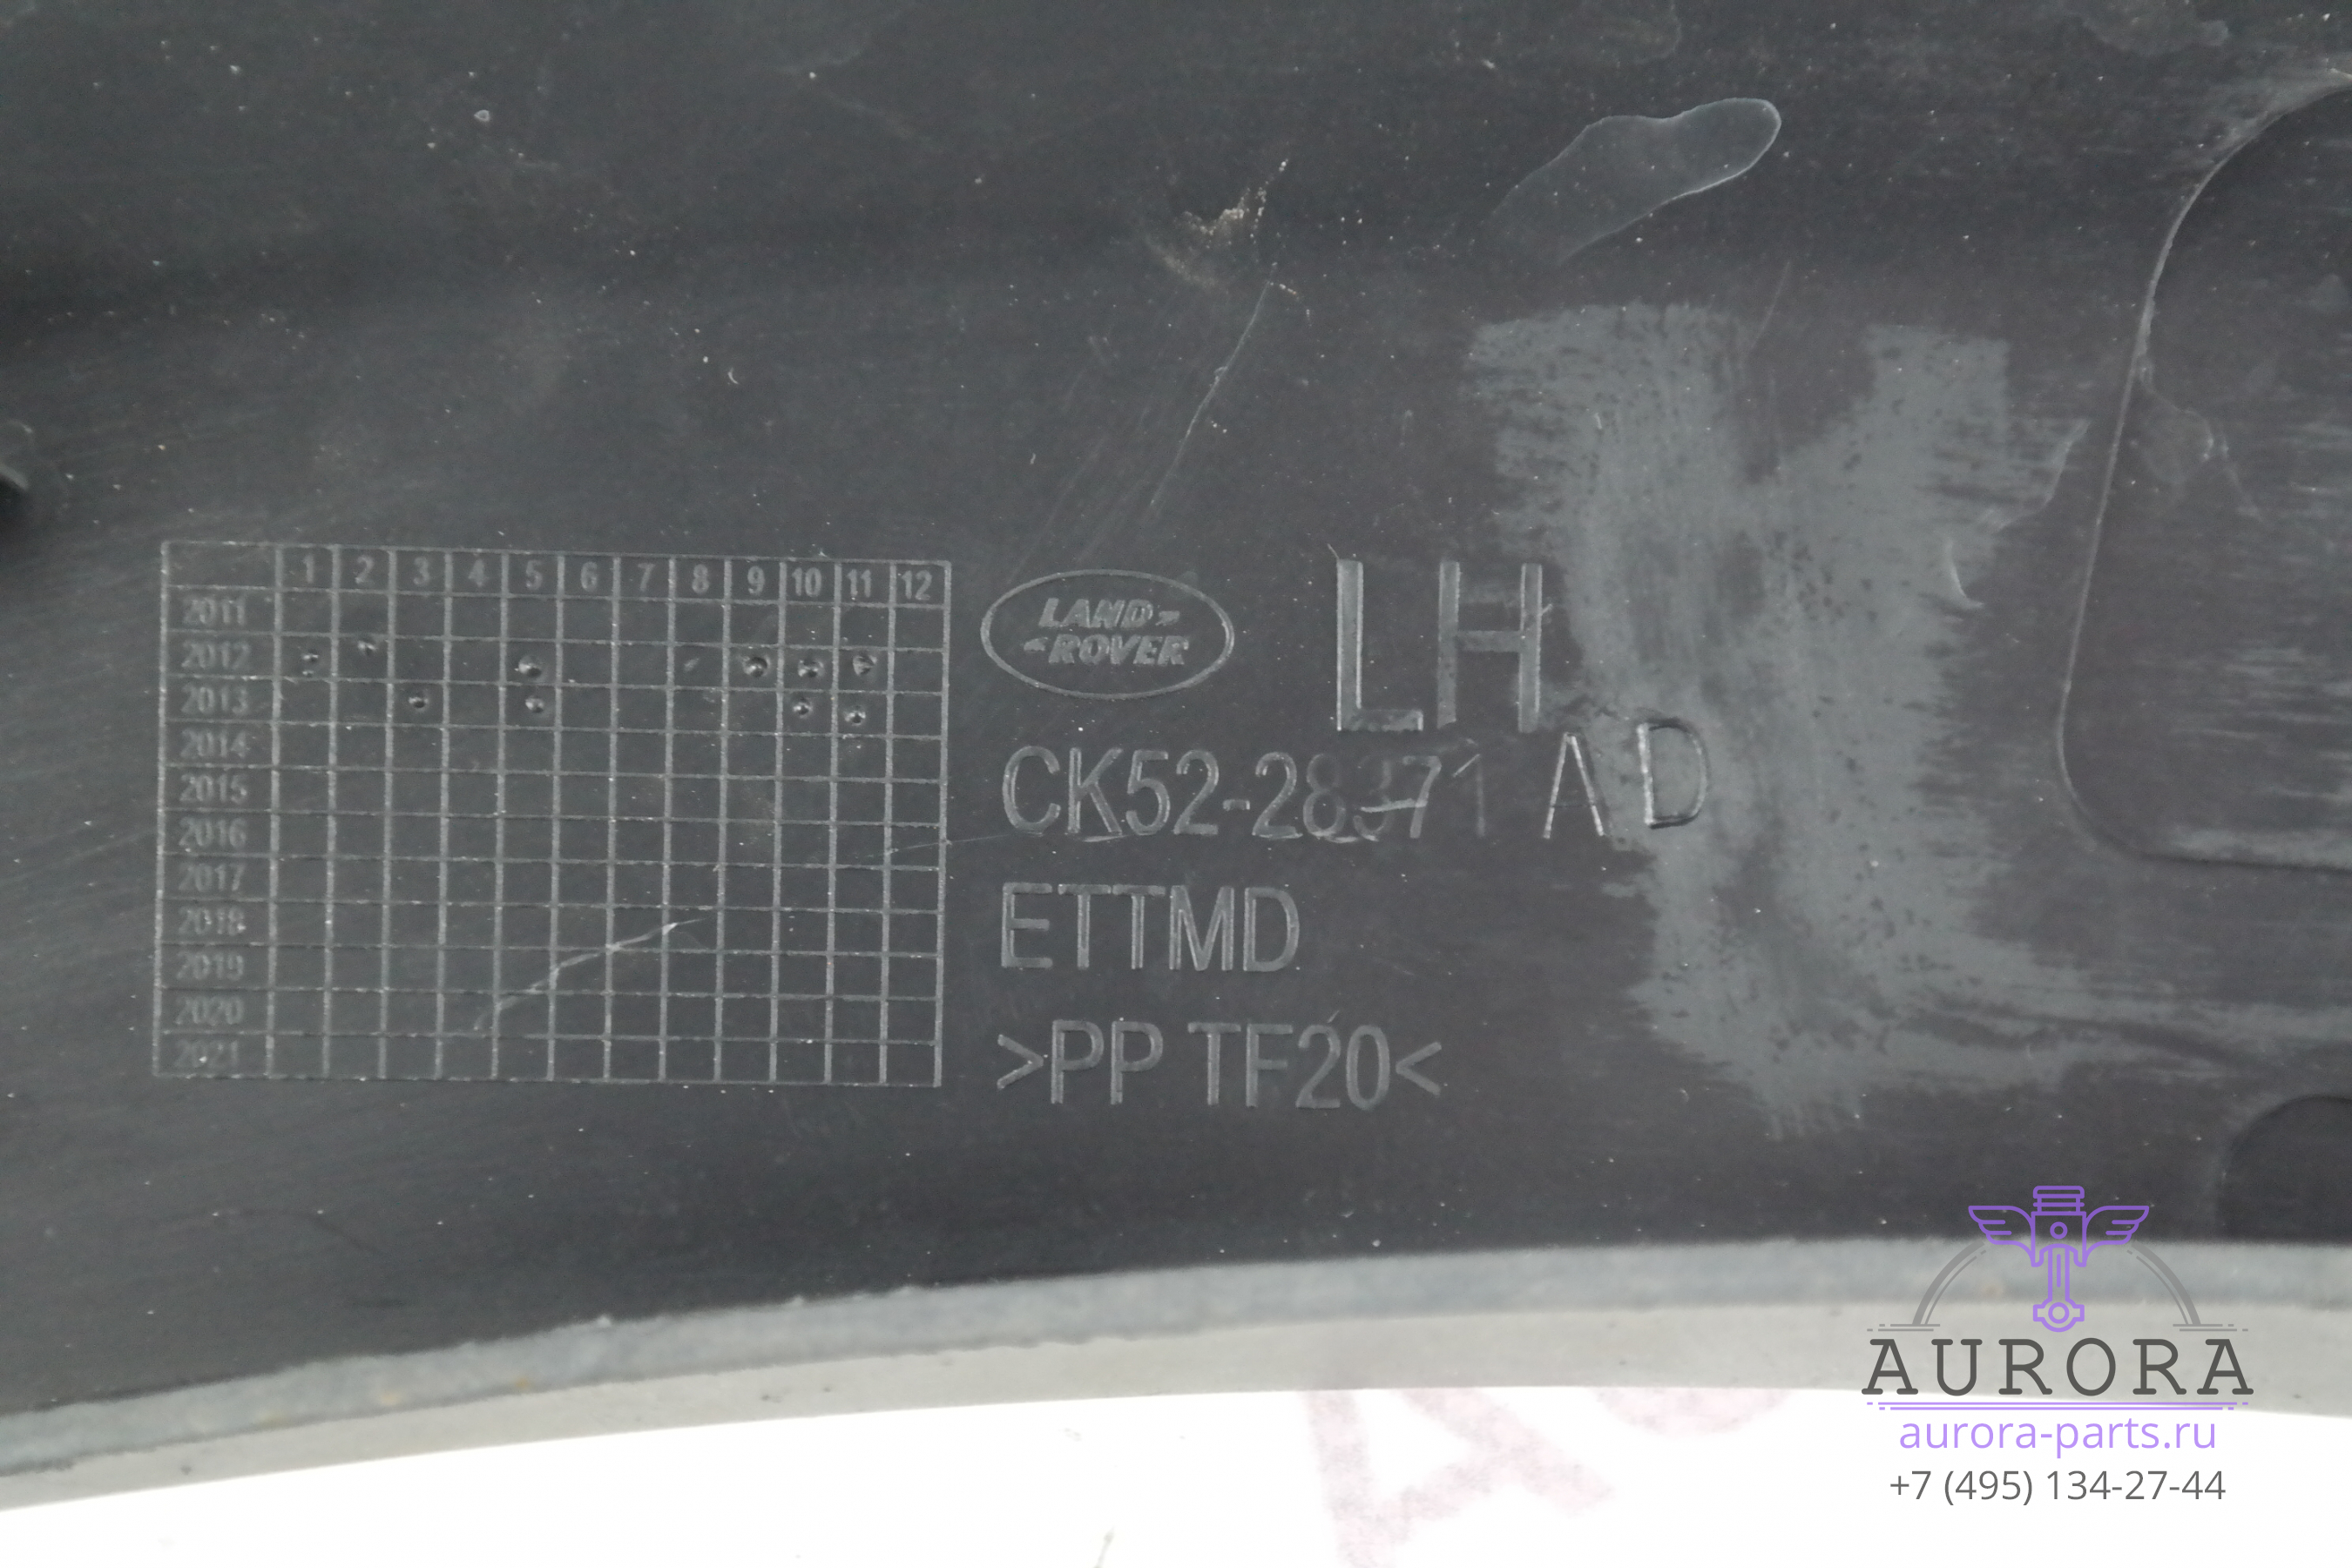 1 2 3 4 5 6 7 8 9 10 11 12
2011
2012
2013
2014
2015
2016
2017
2018
2019
2020
2021
LAND-
-ROVER
LH
CK52-28371 AD
ETTMD
>PP TF20<
AURORA
aurora-parts.ru
+7 (495) 134-27-44